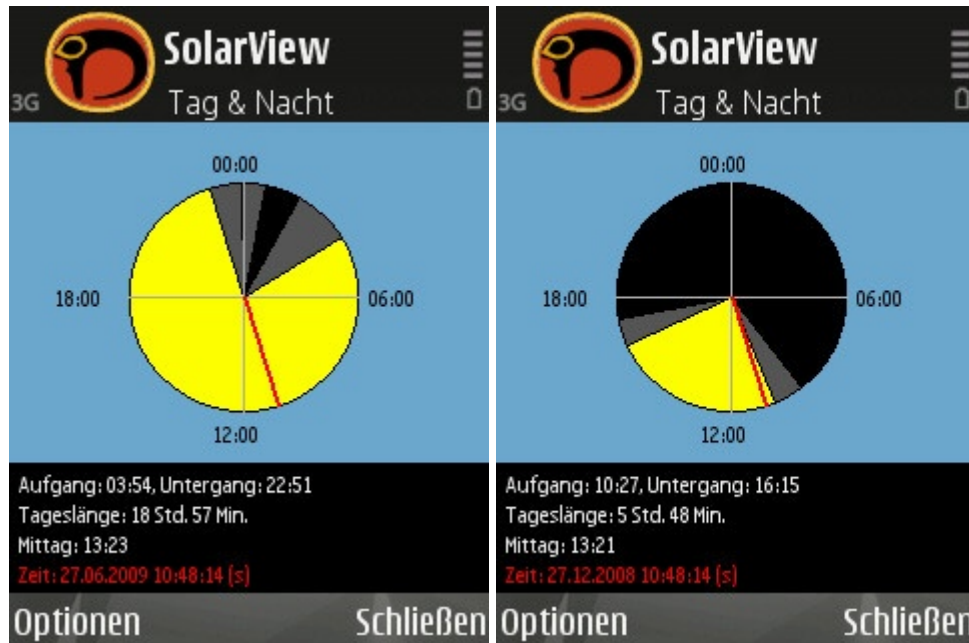 SolarView
Tag & Nacht
3G
00:00
18:00
06:00
12:00
Aufgang: 03:54, Untergang: 22:51
Tageslänge: 18 Std. 57 Min.
Mittag: 13:23
Zeit: 27.06.2009 10:48:14 (s)
Optionen
Schließen
SolarView
Tag & Nacht
3G
00:00
18:00
06:00
12:00
Aufgang: 10:27, Untergang: 16:15
Tageslänge: 5 Std. 48 Min.
Mittag: 13:21
Zeit: 27.12.2008 10:48:14 (s)
Optionen
Schließen